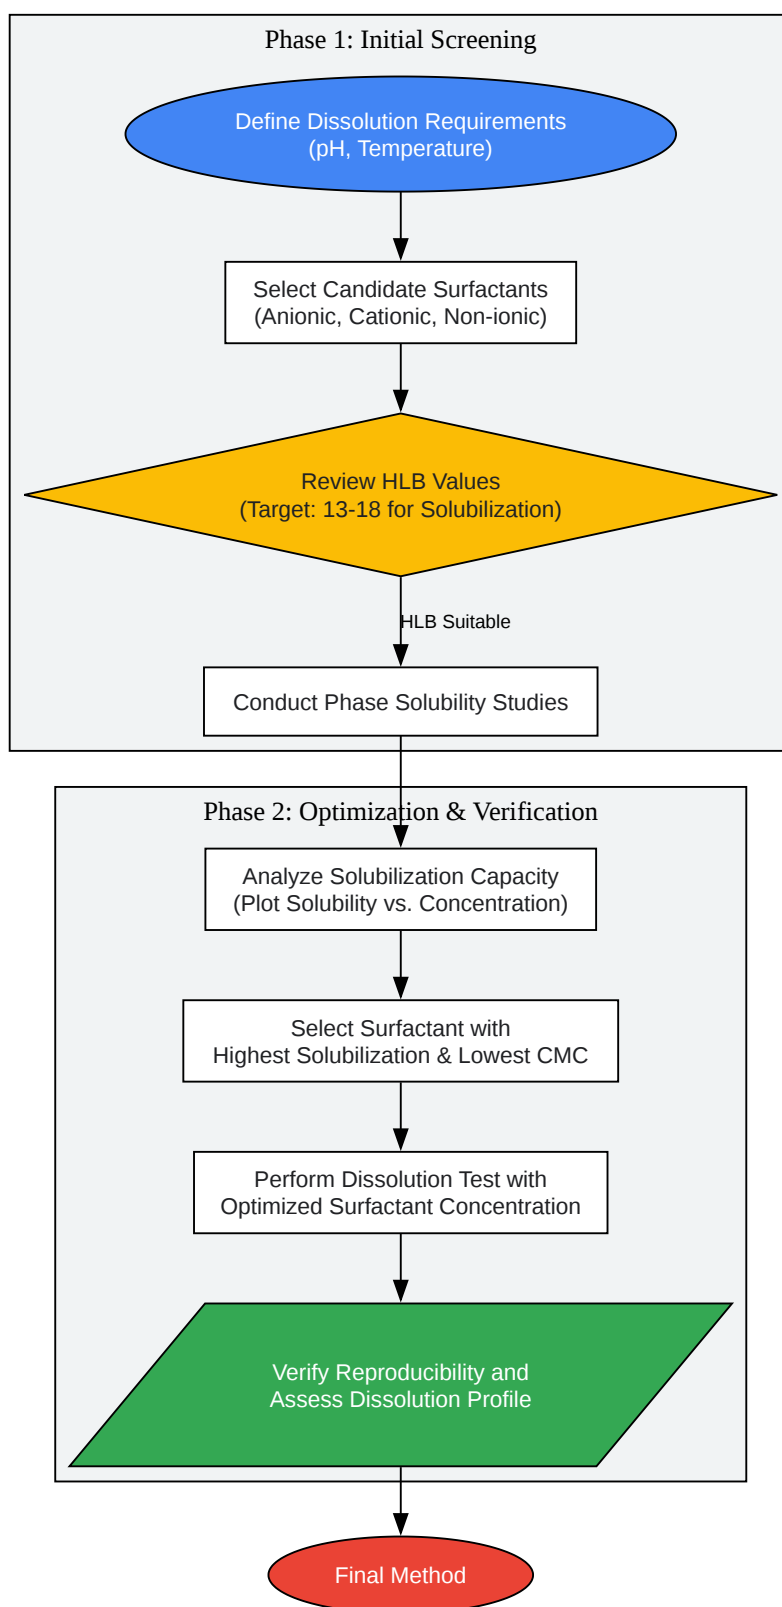 Phase 1: Initial Screening
Define Dissolution Requirements
(pH, Temperature)
Select Candidate Surfactants
(Anionic, Cationic, Non-ionic)
Review HLB Values
(Target: 13-18 for Solubilization)
HLB Suitable
Conduct Phase Solubility Studies
Phase 2: Optimization & Verification
Analyze Solubilization Capacity
(Plot Solubility vs. Concentration)
Select Surfactant with
Highest Solubilization & Lowest CMC
Perform Dissolution Test with
Optimized Surfactant Concentration
Verify Reproducibility and
Assess Dissolution Profile
Final Method